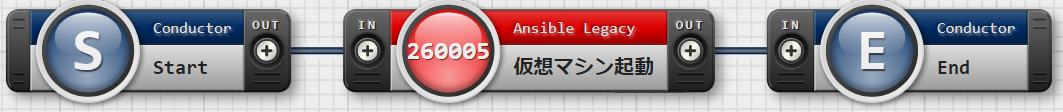 S
Conductor
Start
OUT
IN
260005
Ansible Legacy
仮想マシン起動
OUT
IN
E
Conductor
End